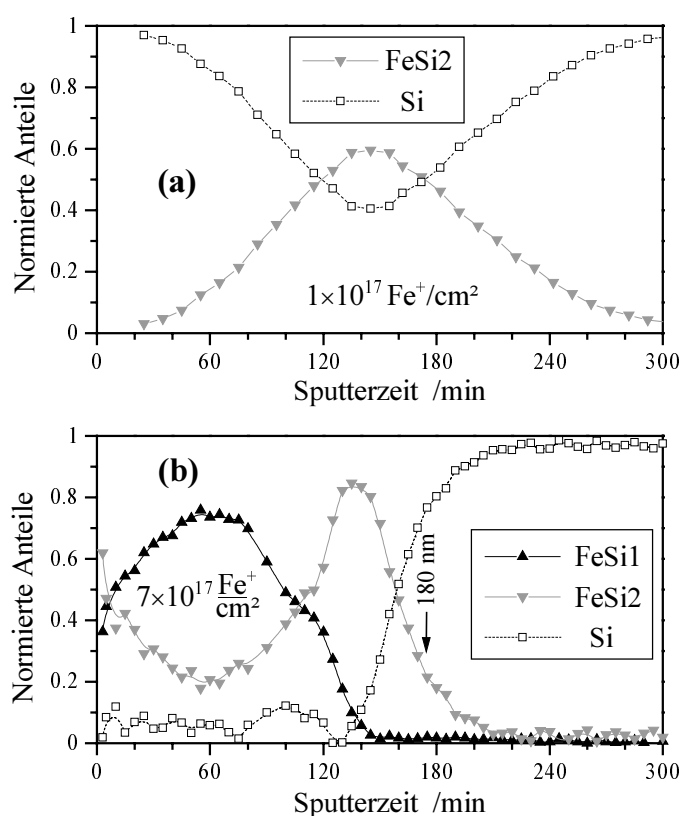 1
0.8
0.6
0.4
0.2
0
Normierte Anteile
FeSi2
Si
(a)
1×10¹⁷ Fe⁺/cm²
0 60 120 180 240 300
Sputterzeit /min
1
0.8
0.6
0.4
0.2
0
Normierte Anteile
(b)
7×10¹⁷ Fe⁺
cm²
180 nm
FeSi1
FeSi2
Si
0 60 120 180 240 300
Sputterzeit /min